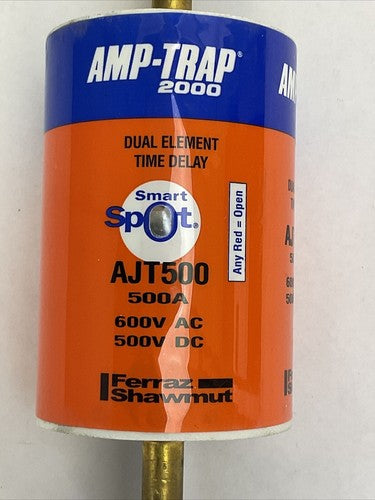 AMP-TRAP®
2000
DUAL ELEMENT
TIME DELAY
Smart
Spot®
Any Red = Open
AJT500
500A
600V AC
500V DC
Ferraz
Shawmut